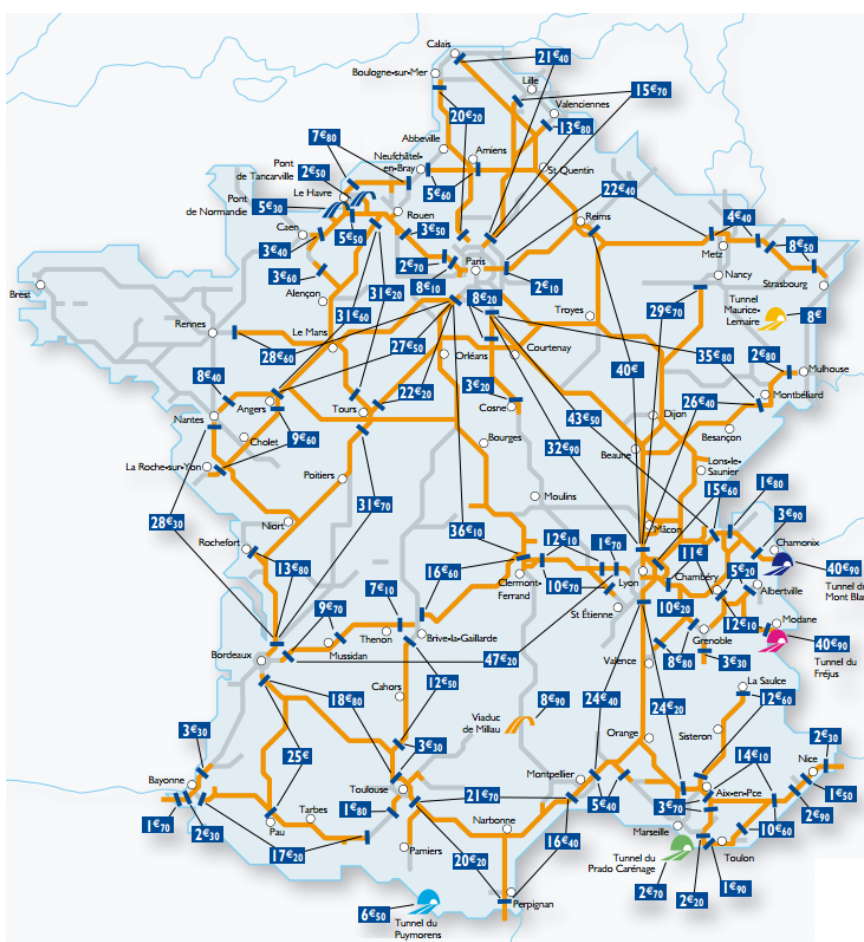 Calais
21€40
Boulogne-sur-Mer
Lille
15€70
Valenciennes
20€20
13€80
Abbeville
7€80
Amiens
Neufchâtel-
en-Bray
Pont
de Tancarville
2€50
St Quentin
5€60
22€40
Le Havre
Pont
de Normandie
5€30
Rouen
Reims
3€50
4€40
Caen
5€50
8€50
3€40
Metz
2€70
Paris
Nancy
3€60
8€10
2€10
Strasbourg
Alençon
31€20
8€20
Tunnel
Maurice-
Lemaire
8€
Brest
29€70
31€60
Troyes
Rennes
Le Mans
27€50
28€60
Orléans
Courtenay
35€80
2€80
40€
Mulhouse
8€40
22€20
3€20
Montbéliard
26€40
Angers
Tours
Cosne
43€50
Nantes
Dijon
9€60
Besançon
Cholet
Bourges
32€90
Beaune
La Roche-sur-Yon
Lons-le-
Saunier
Poitiers
15€60
1€80
Moulins
31€70
28€30
Niort
Mâcon
3€90
36€10
Rochefort
12€10
1€70
Chamonix
11€
13€80
16€60
Lyon
Chambéry
5€20
40€90
Clermont-
Ferrand
10€70
Albertville
Tunnel du
Mont Bla
7€10
10€20
St Étienne
12€10
Modane
9€70
Thenon
Brive-la-Gaillarde
Grenoble
40€90
Bordeaux
Mussidan
47€20
Valence
8€80
3€30
Tunnel du
Fréjus
12€50
La Saulce
Cahors
18€80
8€90
24€40
24€20
12€60
Viaduc
de Millau
Orange
Sisteron
3€30
3€30
2€30
25€
14€10
Nice
Bayonne
Toulouse
Montpellier
Aix-en-Pce
21€70
5€40
3€70
1€50
1€80
Tarbes
Narbonne
1€70
2€30
Pau
Marseille
10€60
2€90
17€20
Pamiers
16€40
Toulon
20€20
Tunnel du
Prado Carénage
2€70
2€20
1€90
Perpignan
6€50
Tunnel du
Puymorens